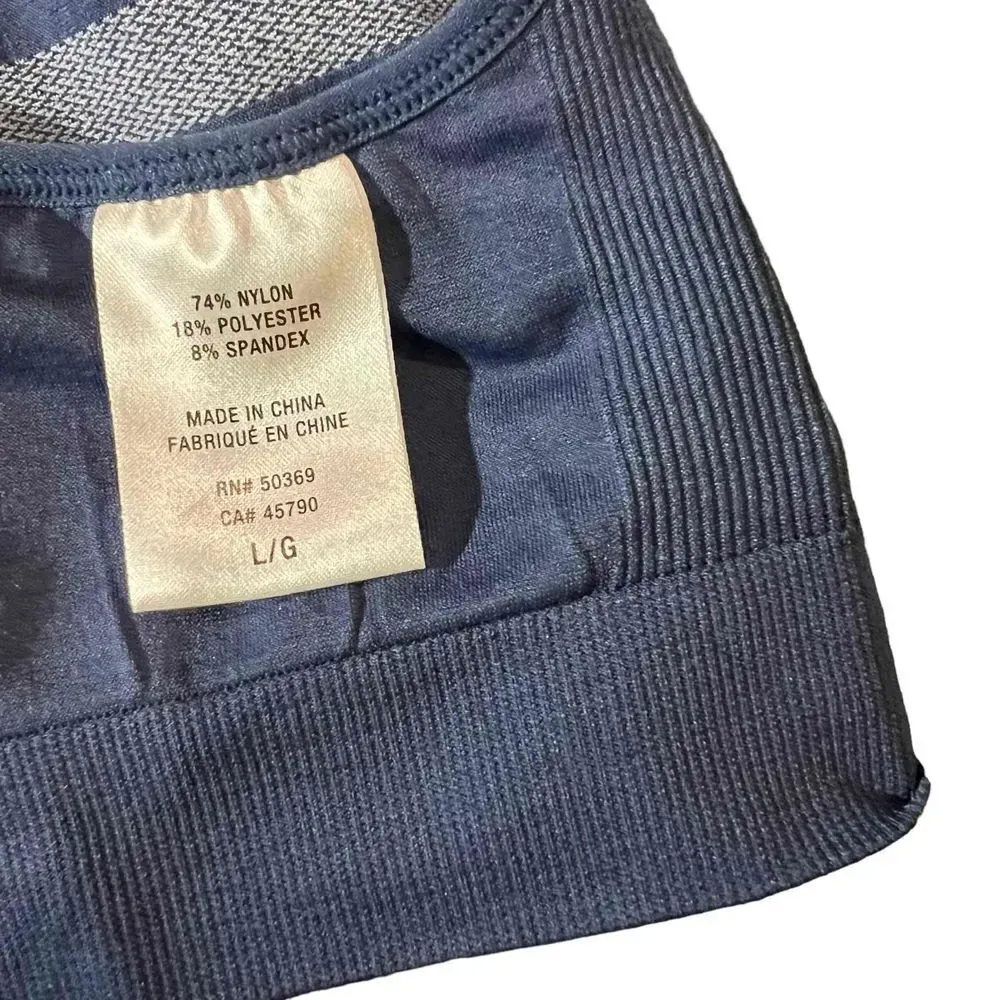 74% NYLON
18% POLYESTER
8% SPANDEX
MADE IN CHINA
FABRIQUÉ EN CHINE
RN# 50369
CA# 45790
L/G